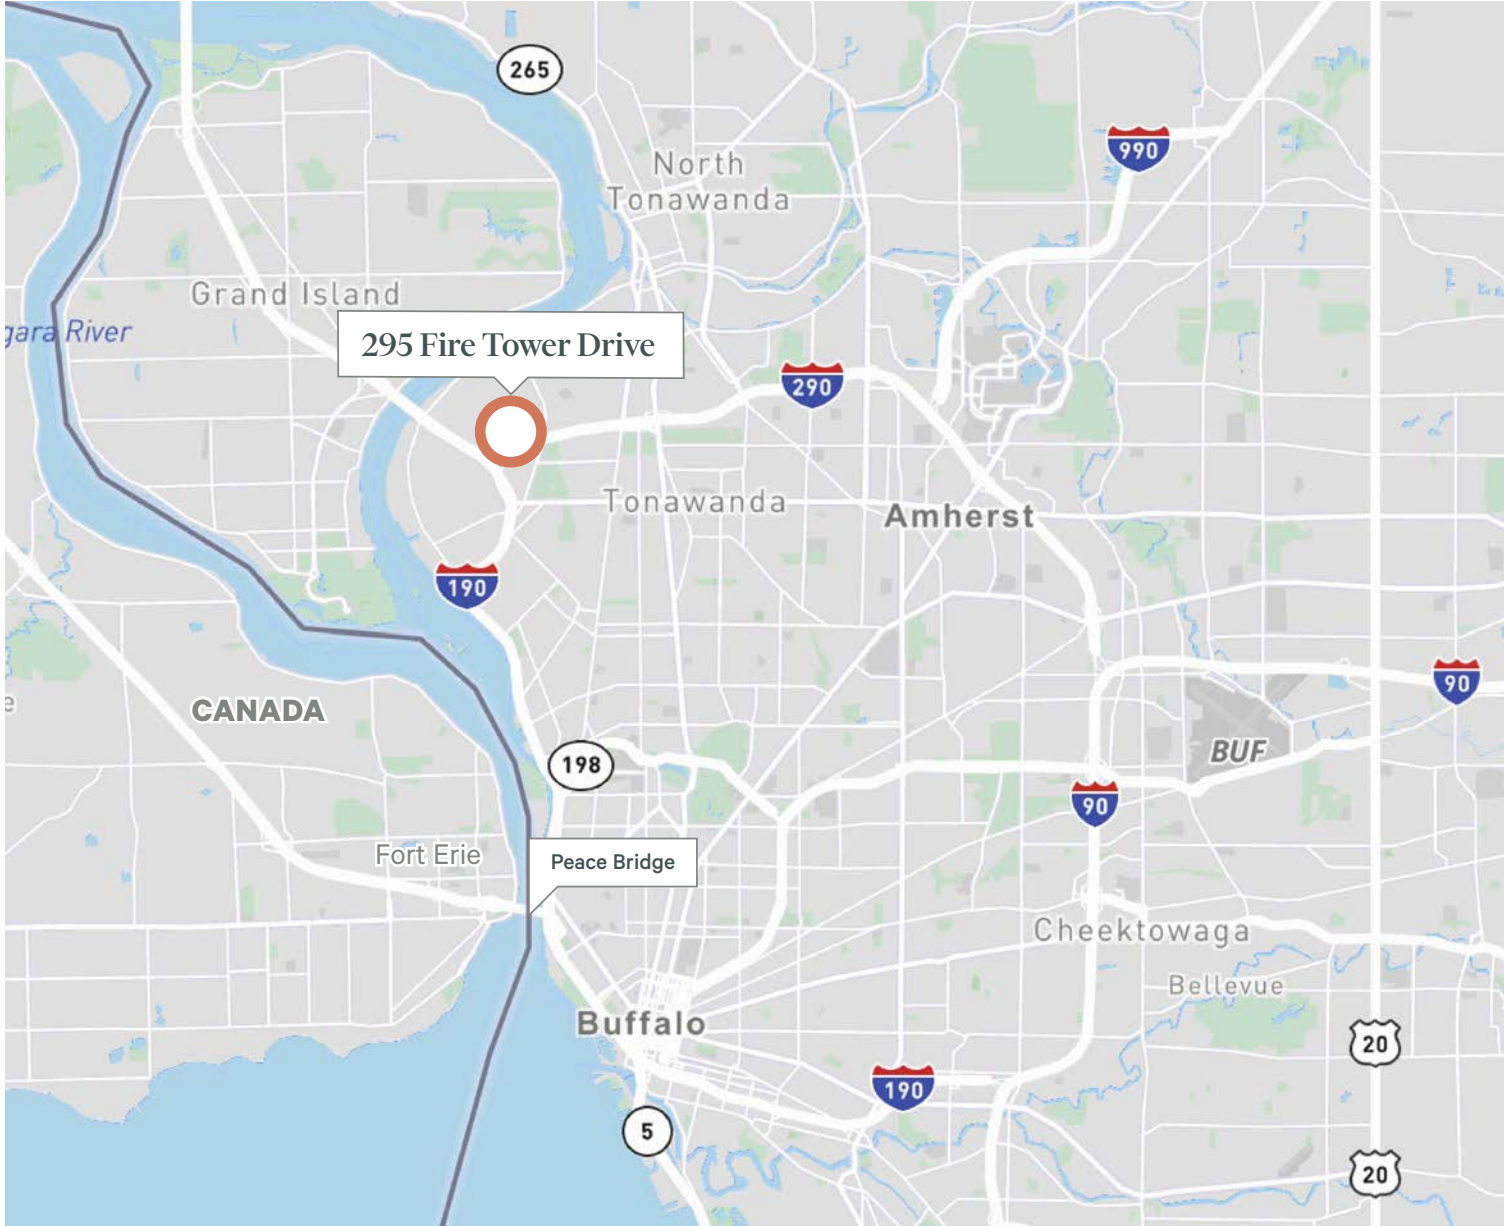 265
990
North
Tonawanda
Grand Island
gara River
295 Fire Tower Drive
290
Tonawanda
Amherst
190
90
e
CANADA
BUF
198
90
Fort Erie
Peace Bridge
Cheektowaga
Bellevue
Buffalo
20
190
5
20